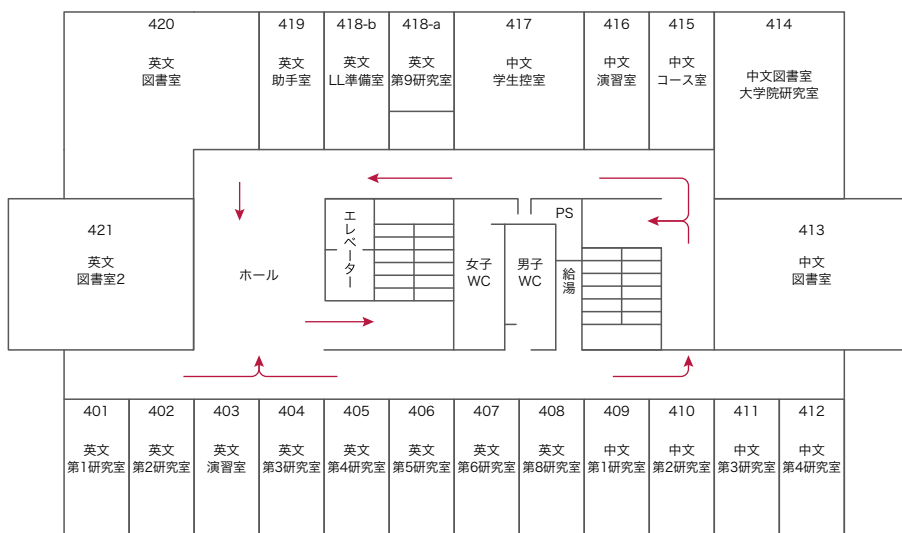 420
英文
図書室
419
英文
助手室
418-b
英文
LL準備室
418-a
英文
第9研究室
417
中文
学生控室
416
中文
演習室
415
中文
コース室
414
中文図書室
大学院研究室
421
英文
図書室2
ホール
エレベーター
女子
WC
男子
WC
PS
給湯
413
中文
図書室
401
英文
第1研究室
402
英文
第2研究室
403
英文
演習室
404
英文
第3研究室
405
英文
第4研究室
406
英文
第5研究室
407
英文
第6研究室
408
英文
第8研究室
409
中文
第1研究室
410
中文
第2研究室
411
中文
第3研究室
412
中文
第4研究室